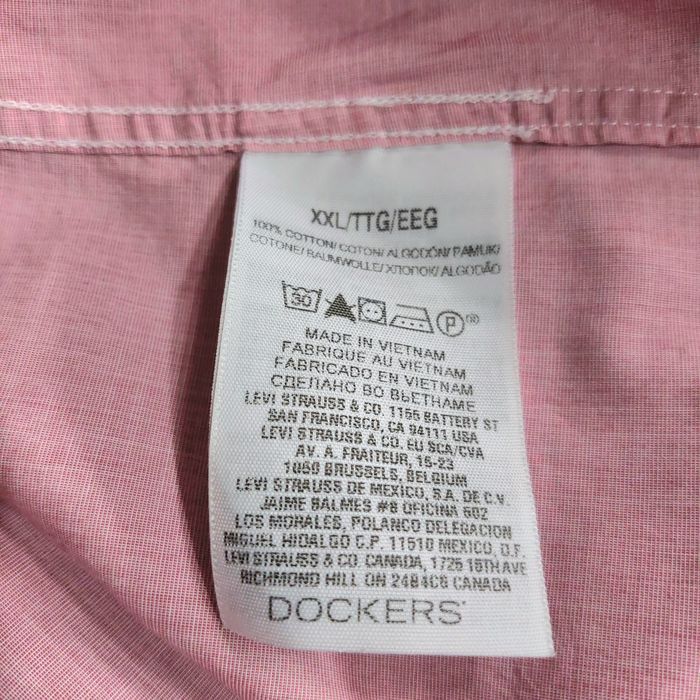 XXL/TTG/EEG
100% COTTON/ COTON/ ALGODÓN/ PAMUK/
COTONE/ BAUMWOLLE/ХЛОПОК/ ALGODÃO
30 P ®
MADE IN VIETNAM
FABRIQUE AU VIETNAM
FABRICADO EN VIETNAM
СДЕЛАНО ВО ВЬЕТНАМЕ
LEVI STRAUSS & CO. 1155 BATTERY ST
SAN FRANCISCO, CA 94111 USA
LEVI STRAUSS & CO. EU SCA/CVA
AV. A. FRAITEUR, 15-23
1050 BRUSSELS, BELGIUM
LEVI STRAUSS DE MEXICO, S.A. DE C.V.
JAIME BALMES #8 OFICINA 602
LOS MORALES, POLANCO DELEGACION
MIGUEL HIDALGO C.P. 11510 MEXICO, D.F.
LEVI STRAUSS & CO. CANADA, 1725 16TH AVE
RICHMOND HILL ON L4B4C6 CANADA
DOCKERS